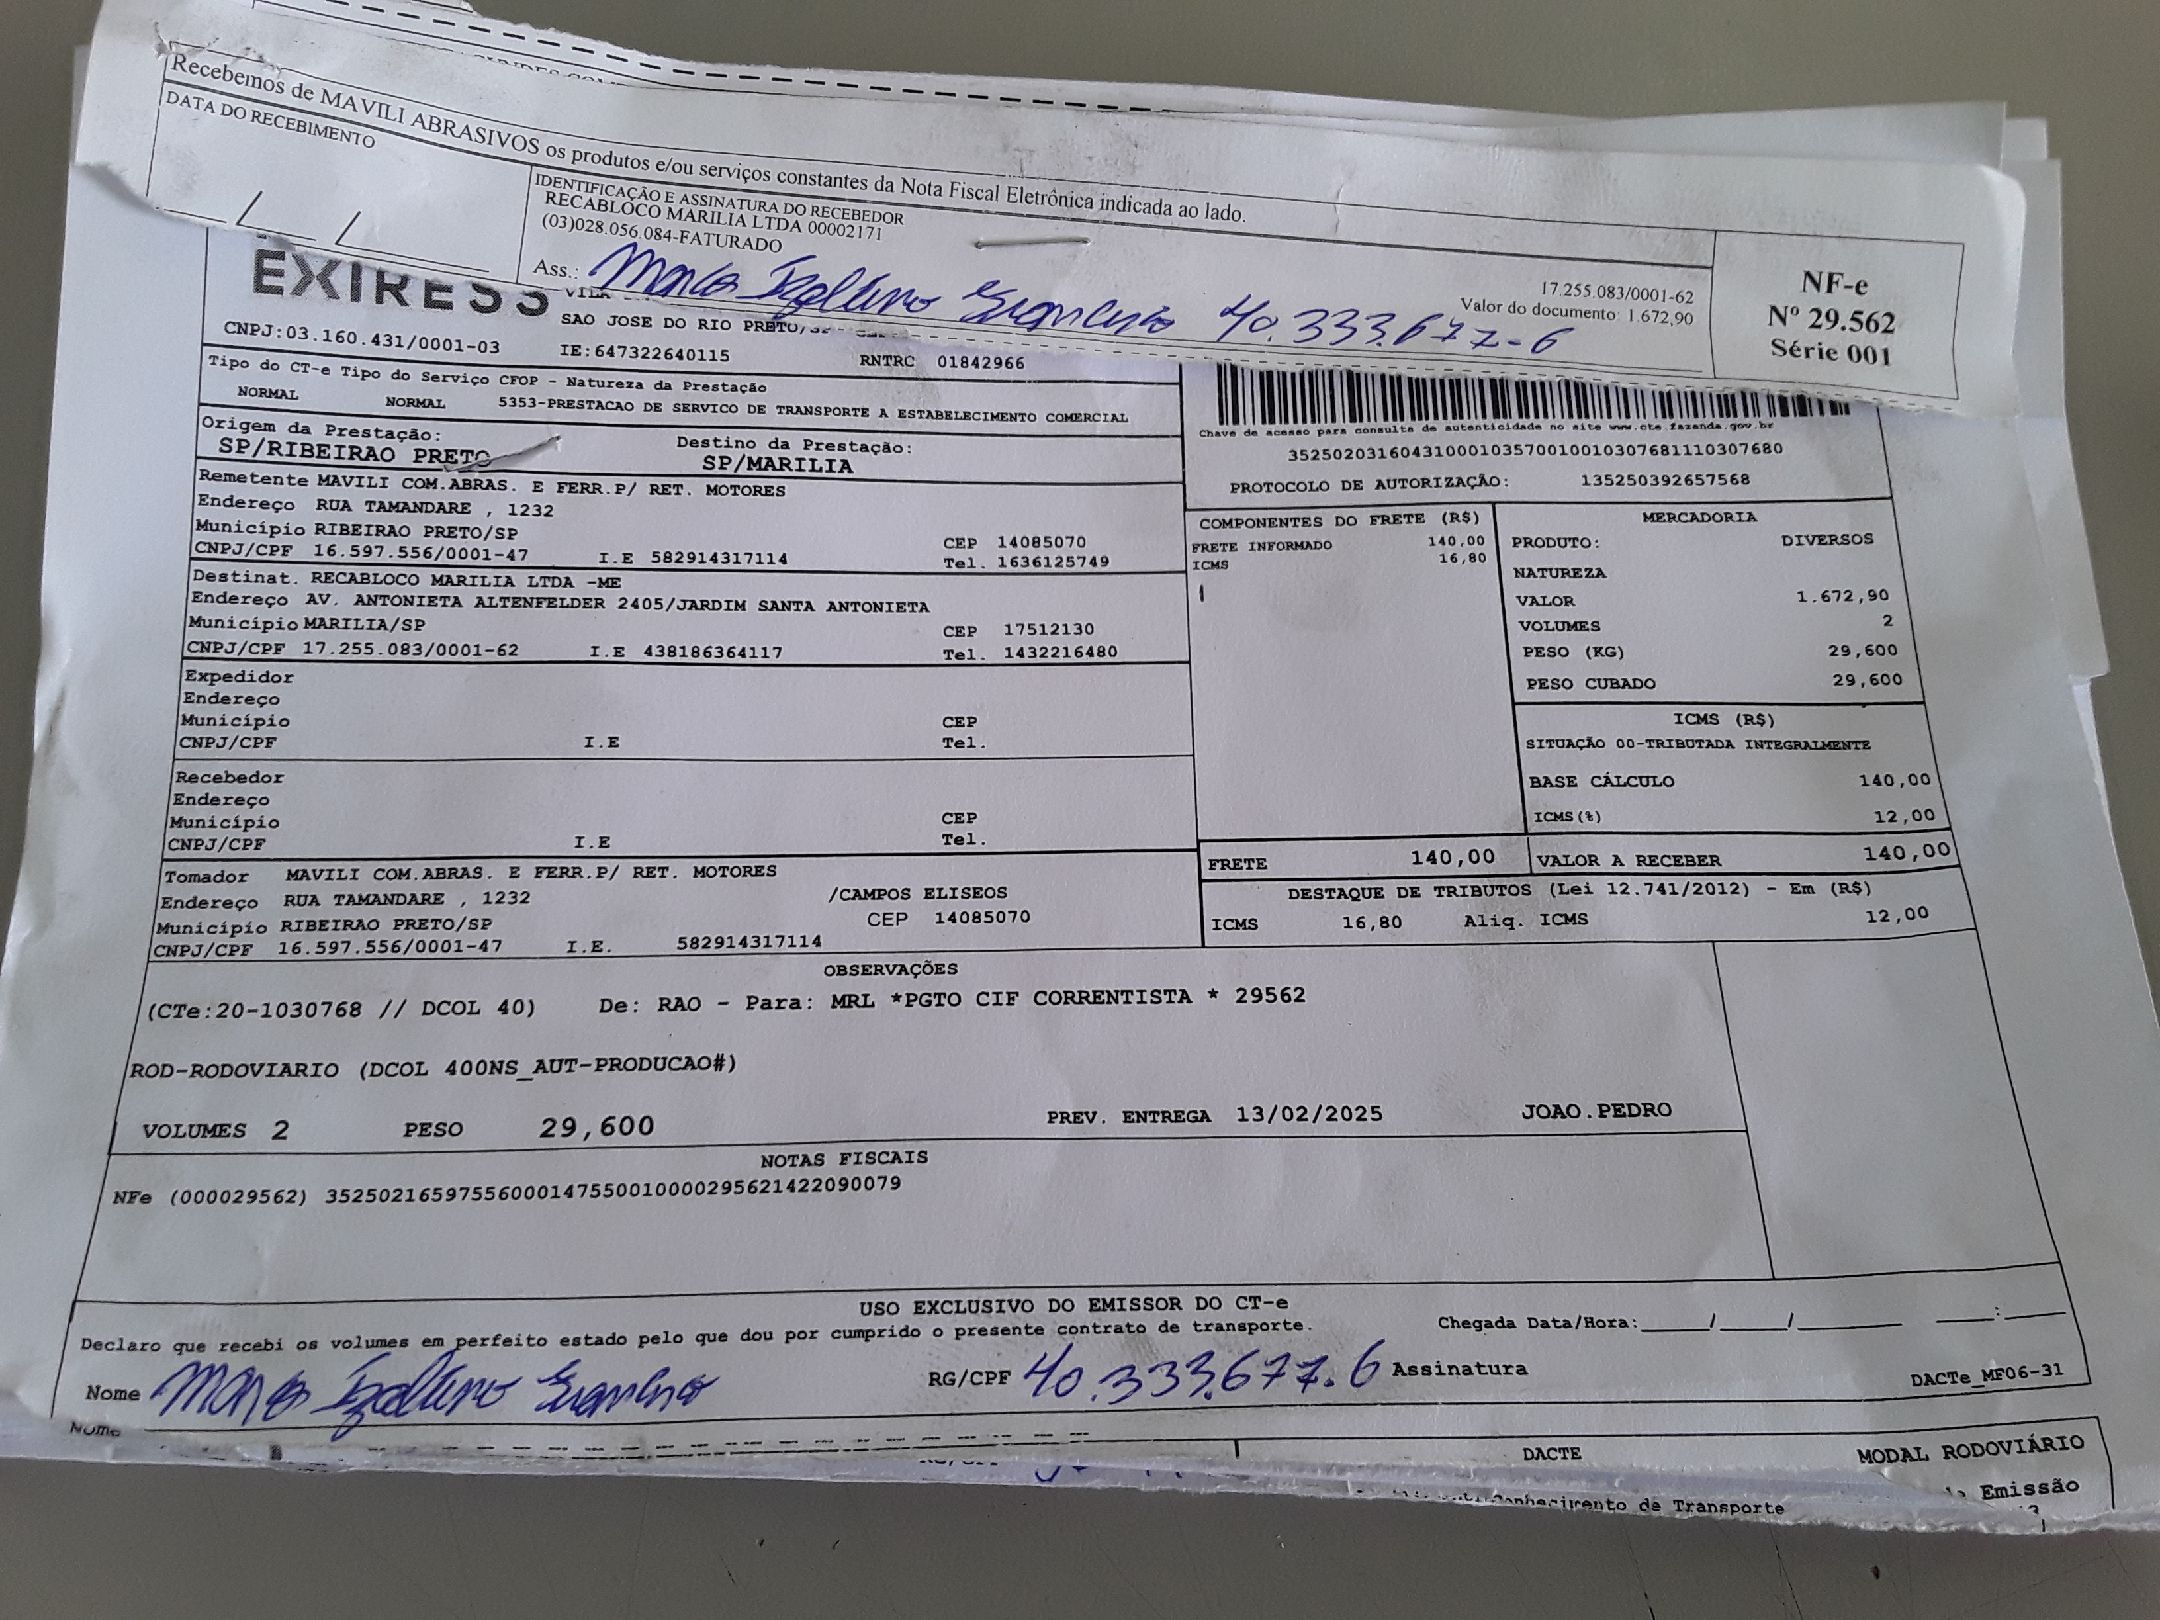 Recebemos de MAVILI ABRASIVOS os produtos e/ou serviços constantes da Nota Fiscal Eletrônica indicada ao lado.
DATA DO RECEBIMENTO
IDENTIFICAÇÃO E ASSINATURA DO RECEBEDOR
RECABLOCO MARILIA LTDA 00002171
(03)028.056.084-FATURADO
Ass.: 40.333.677-6
17.255.083/0001-62
Valor do documento: 1.672,90
NF-e
Nº 29.562
Série 001
VILA
SAO JOSE DO RIO PRETO/
CNPJ:03.160.431/0001-03 IE:647322640115 RNTRC 01842966
Tipo do CT-e Tipo do Serviço CFOP - Natureza da Prestação
NORMAL NORMAL 5353-PRESTACAO DE SERVICO DE TRANSPORTE A ESTABELECIMENTO COMERCIAL
Origem da Prestação: Destino da Prestação:
SP/RIBEIRAO PRETO SP/MARILIA
Chave de acesso para consulta de autenticidade no site www.cte.fazenda.gov.br
35250203160431000103570010010307681110307680
PROTOCOLO DE AUTORIZAÇÃO: 135250392657568
Remetente MAVILI COM.ABRAS. E FERR.P/ RET. MOTORES
Endereço RUA TAMANDARE , 1232
Município RIBEIRAO PRETO/SP CEP 14085070
CNPJ/CPF 16.597.556/0001-47 I.E 582914317114 Tel. 1636125749
Destinat. RECABLOCO MARILIA LTDA -ME
Endereço AV. ANTONIETA ALTENFELDER 2405/JARDIM SANTA ANTONIETA
Município MARILIA/SP CEP 17512130
CNPJ/CPF 17.255.083/0001-62 I.E 438186364117 Tel. 1432216480
Expedidor
Endereço
Município CEP
CNPJ/CPF I.E Tel.
Recebedor
Endereço
Município CEP
CNPJ/CPF I.E Tel.
Tomador MAVILI COM.ABRAS. E FERR.P/ RET. MOTORES
Endereço RUA TAMANDARE , 1232 /CAMPOS ELISEOS
Município RIBEIRAO PRETO/SP CEP 14085070
CNPJ/CPF 16.597.556/0001-47 I.E. 582914317114
COMPONENTES DO FRETE (R$)
FRETE INFORMADO 140,00
ICMS 16,80
MERCADORIA
PRODUTO: DIVERSOS
NATUREZA
VALOR 1.672,90
VOLUMES 2
PESO (KG) 29,600
PESO CUBADO 29,600
ICMS (R$)
SITUAÇÃO 00-TRIBUTADA INTEGRALMENTE
BASE CÁLCULO 140,00
ICMS(%) 12,00
FRETE 140,00 VALOR A RECEBER 140,00
DESTAQUE DE TRIBUTOS (Lei 12.741/2012) - Em (R$)
ICMS 16,80 Aliq. ICMS 12,00
OBSERVAÇÕES
(CTe:20-1030768 // DCOL 40) De: RAO - Para: MRL *PGTO CIF CORRENTISTA * 29562
ROD-RODOVIARIO (DCOL 400NS_AUT-PRODUCAO#)
VOLUMES 2 PESO 29,600 PREV. ENTREGA 13/02/2025 JOAO.PEDRO
NOTAS FISCAIS
NFe (000029562) 35250216597556000147550010000295621422090079
USO EXCLUSIVO DO EMISSOR DO CT-e
Declaro que recebi os volumes em perfeito estado pelo que dou por cumprido o presente contrato de transporte. Chegada Data/Hora:____/____/______ ____:____
Nome RG/CPF 40.333.677.6 Assinatura DACTe_MF06-31
Nome
DACTE MODAL RODOVIÁRIO
Conhecimento de Transporte Emissão